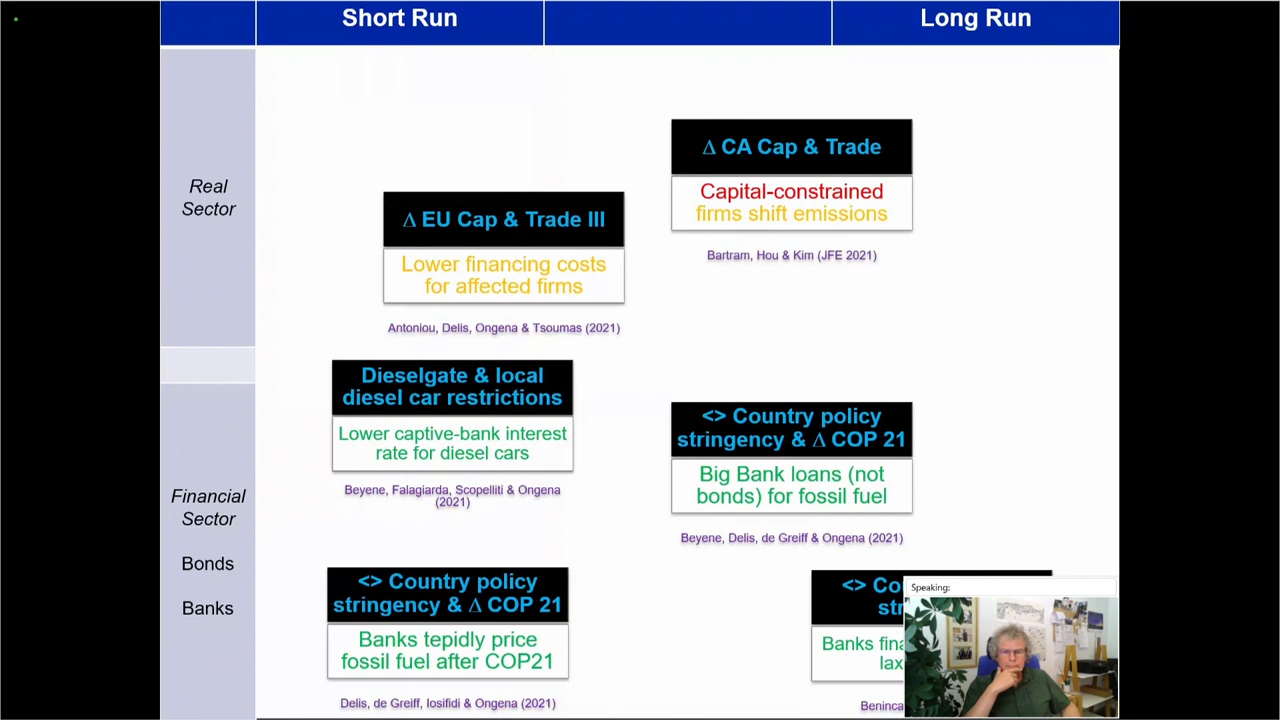 Short Run
Long Run
Real
Sector
Δ CA Cap & Trade
Capital-constrained
firms shift emissions
Bartram, Hou & Kim (JFE 2021)
Δ EU Cap & Trade III
Lower financing costs
for affected firms
Antoniou, Delis, Ongena & Tsoumas (2021)
Dieselgate & local
diesel car restrictions
Lower captive-bank interest
rate for diesel cars
Beyene, Falagiarda, Scopelliti & Ongena
(2021)
<> Country policy
stringency & Δ COP 21
Big Bank loans (not
bonds) for fossil fuel
Beyene, Delis, de Greiff & Ongena (2021)
Financial
Sector
Bonds
Banks
<> Country policy
stringency & Δ COP 21
Banks tepidly price
fossil fuel after COP21
Delis, de Greiff, Iosifidi & Ongena (2021)
<>
Banks
Speaking: